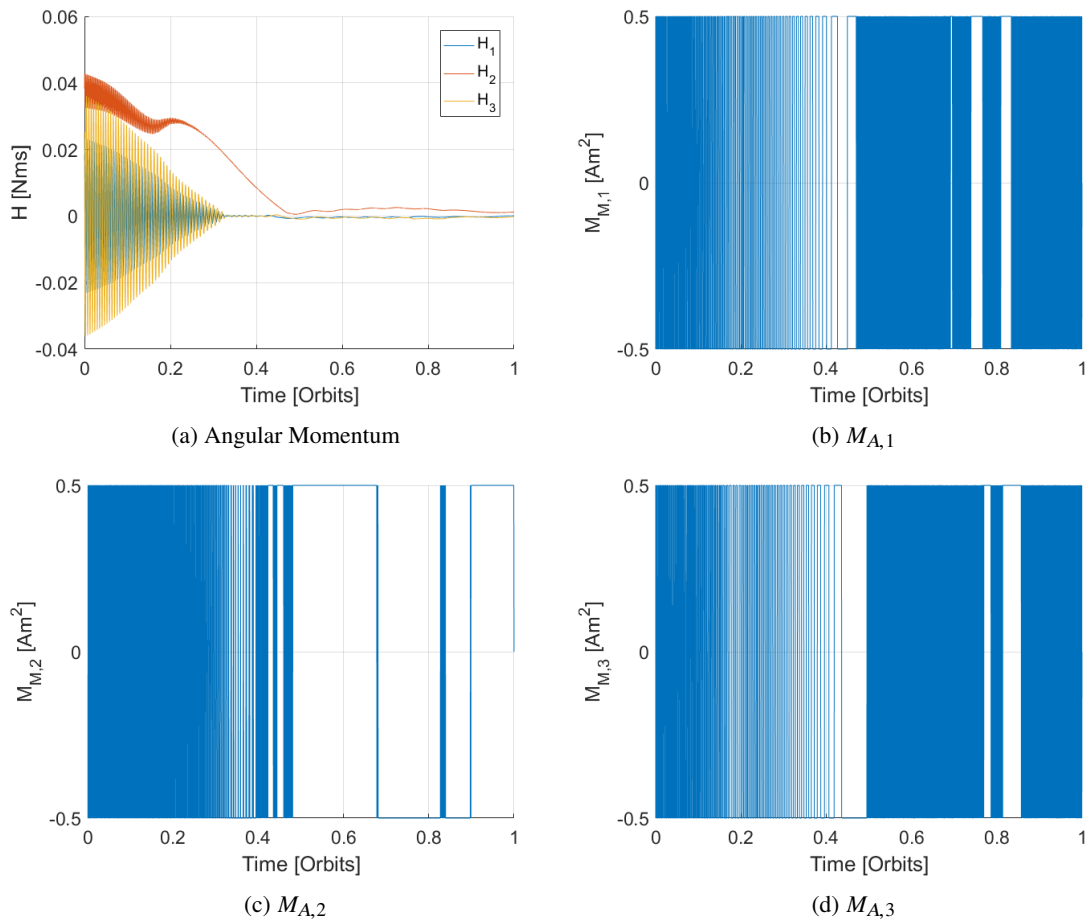 0.06
0.04
0.02
0
-0.02
-0.04
H [Nms]
H1
H2
H3
0 0.2 0.4 0.6 0.8 1
Time [Orbits]
(a) Angular Momentum
0.5
0
-0.5
MM,1 [Am2]
0 0.2 0.4 0.6 0.8 1
Time [Orbits]
(b) MA,1
0.5
0
-0.5
MM,2 [Am2]
0 0.2 0.4 0.6 0.8 1
Time [Orbits]
(c) MA,2
0.5
0
-0.5
MM,3 [Am2]
0 0.2 0.4 0.6 0.8 1
Time [Orbits]
(d) MA,3